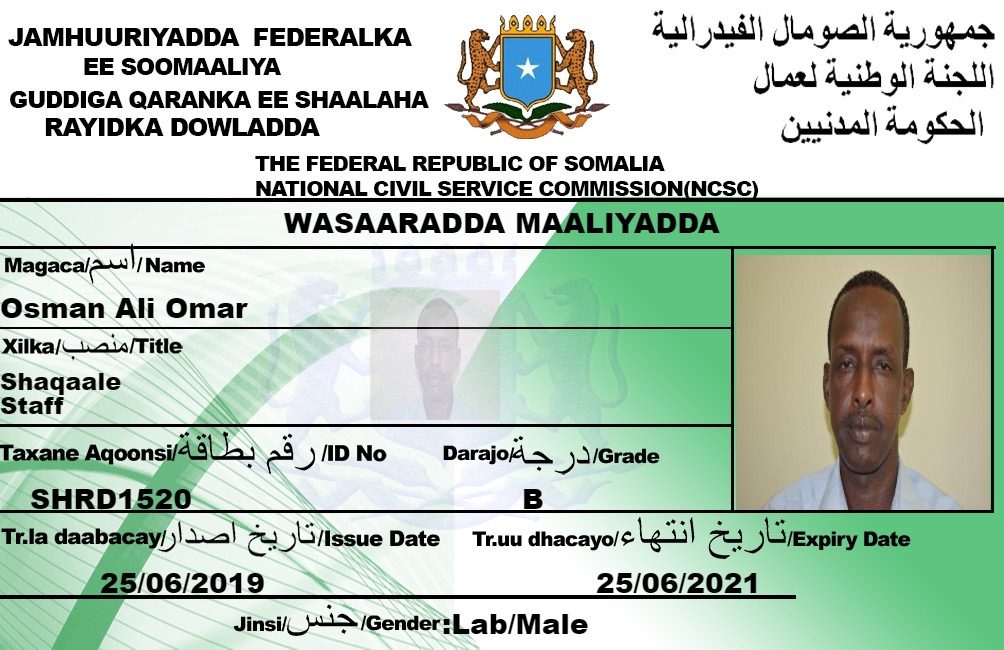 JAMHUURIYADDA FEDERALKA
EE SOOMAALIYA
GUDDIGA QARANKA EE SHAALAHA
RAYIDKA DOWLADDA
جمهورية الصومال الفيدرالية
اللجنة الوطنية لعمال
الحكومة المدنيين
THE FEDERAL REPUBLIC OF SOMALIA
NATIONAL CIVIL SERVICE COMMISSION(NCSC)
WASAARADDA MAALIYADDA
Magaca/اسم/Name
Osman Ali Omar
Xilka/منصب/Title
Shaqaale
Staff
Taxane Aqoonsi/رقم بطاقة/ID No
Darajo/درجة/Grade
SHRD1520
B
Tr.la daabacay/تاريخ اصدار/Issue Date
Tr.uu dhacayo/تاريخ انتهاء/Expiry Date
25/06/2019
25/06/2021
Jinsi/جنس/Gender:Lab/Male